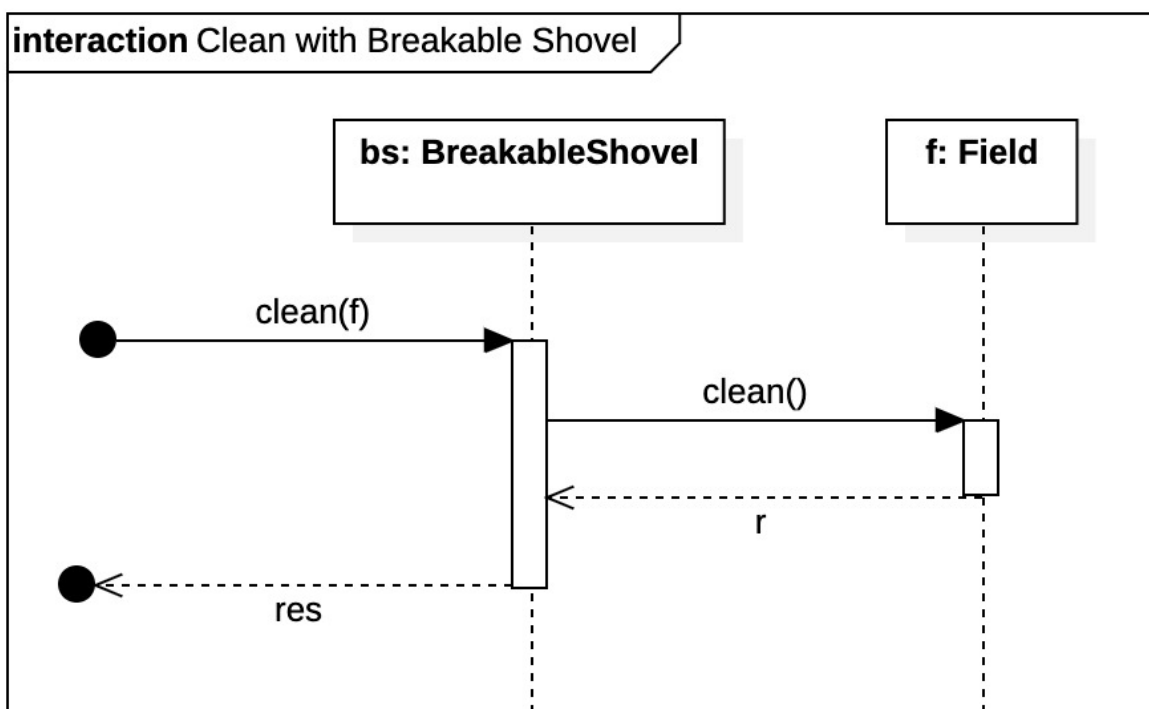 interaction Clean with Breakable Shovel
bs: BreakableShovel
f: Field
clean(f)
clean()
r
res